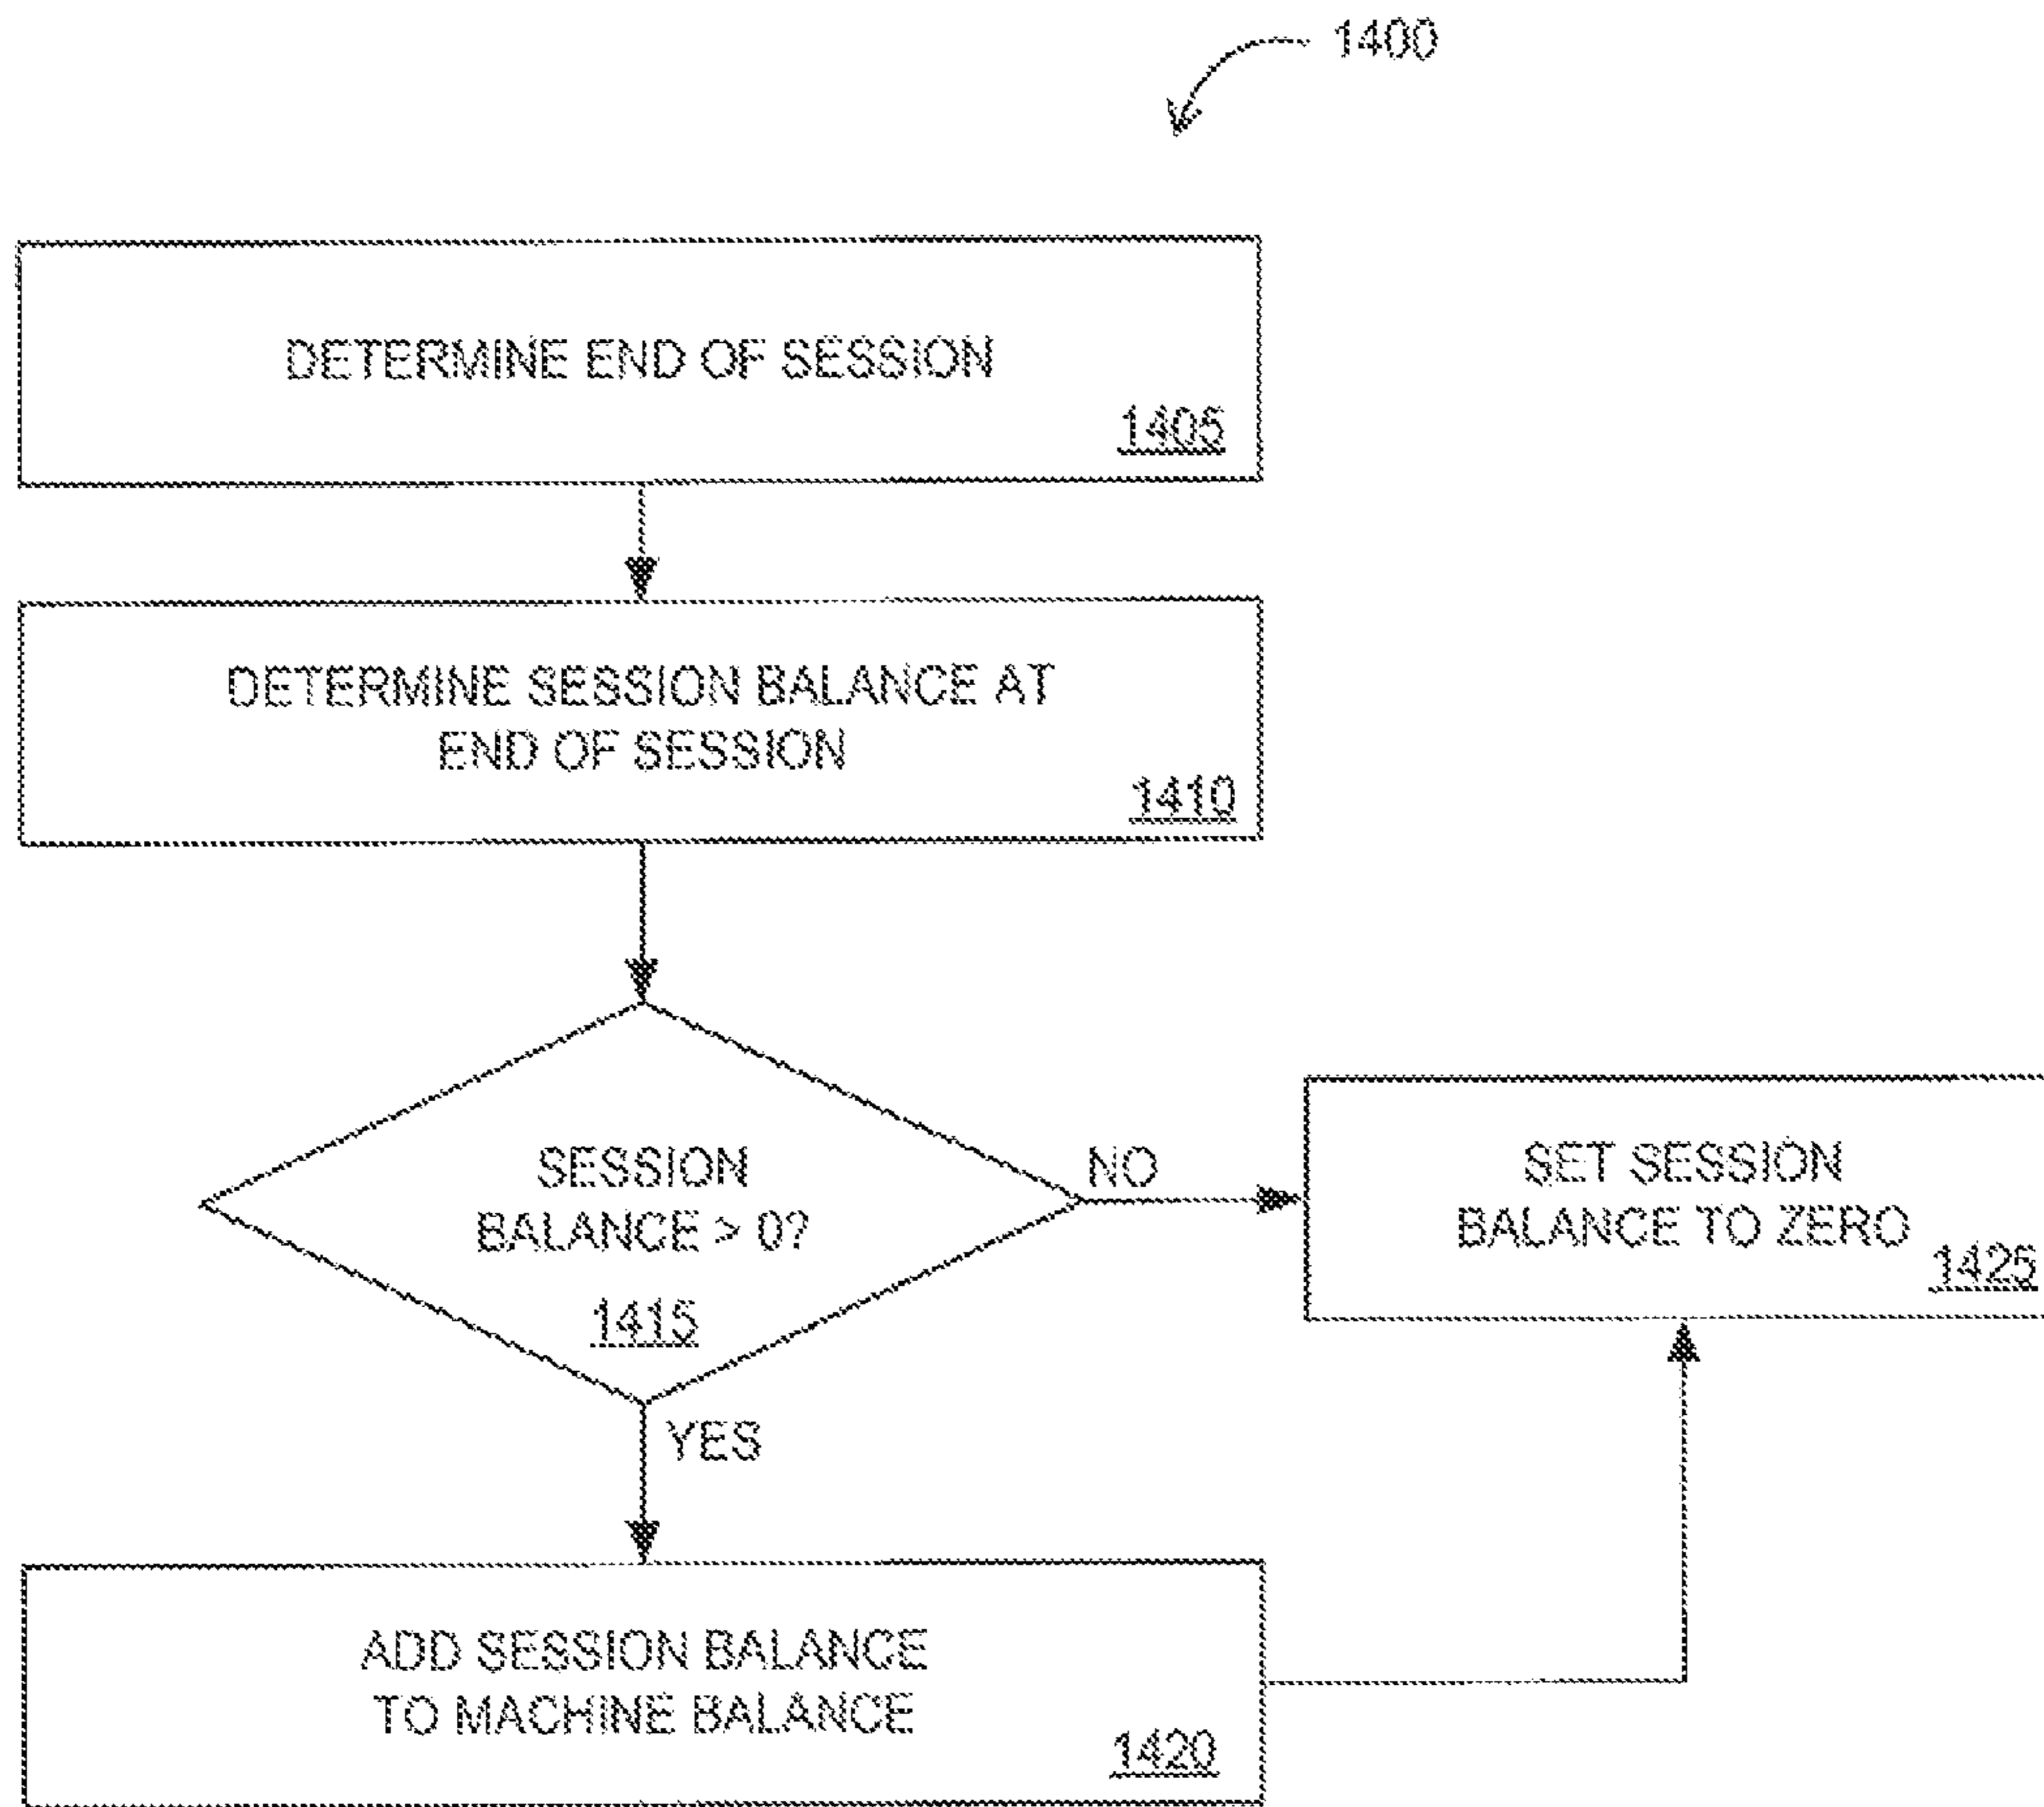 1400
DETERMINE END OF SESSION
1405
DETERMINE SESSION BALANCE AT
END OF SESSION
1410
SESSION
BALANCE > 0?
1415
NO
SET SESSION
BALANCE TO ZERO
1425
YES
ADD SESSION BALANCE
TO MACHINE BALANCE
1420